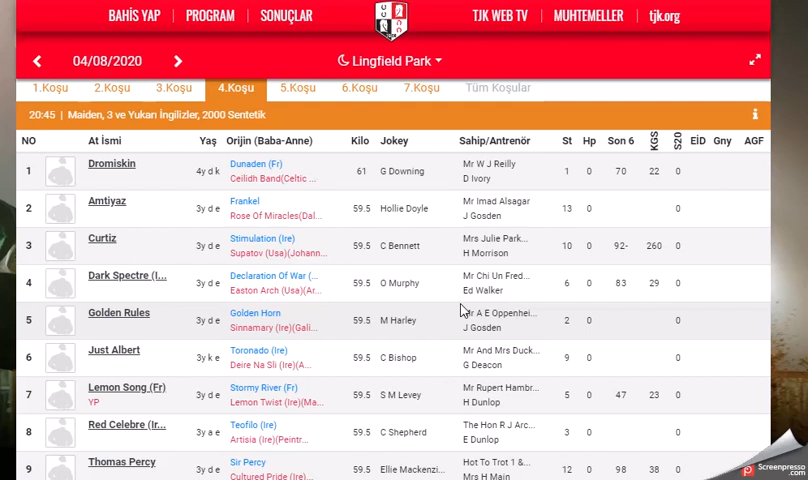 BAHİS YAP PROGRAM SONUÇLAR TJK WEB TV MUHTEMELLER tjk.org
04/08/2020 Lingfield Park
1.Koşu 2.Koşu 3.Koşu 4.Koşu 5.Koşu 6.Koşu 7.Koşu Tüm Koşular
20:45 | Maiden, 3 ve Yukarı İngilizler, 2000 Sentetik
NO At İsmi Yaş Orijin (Baba-Anne) Kilo Jokey Sahip/Antrenör St Hp Son 6 KGS S20 EİD Gny AGF
1 Dromiskin 4y d k Dunaden (Fr) 61 G Downing Mr W J Reilly 1 0 70 22 0
Ceilidh Band(Celtic ... D Ivory
2 Amtiyaz 3y d e Frankel 59.5 Hollie Doyle Mr Imad Alsagar 13 0 0
Rose Of Miracles(Dal... J Gosden
3 Curtiz 3y d e Stimulation (Ire) 59.5 C Bennett Mrs Julie Park... 10 0 92- 260 0
Supatov (Usa)(Johann... H Morrison
4 Dark Spectre (I... 3y d e Declaration Of War (... 59.5 O Murphy Mr Chi Un Fred... 6 0 83 29 0
Easton Arch (Usa)(Ar... Ed Walker
5 Golden Rules 3y d e Golden Horn 59.5 M Harley Mr A E Oppenhei... 2 0 0
Sinnamary (Ire)(Gali... J Gosden
6 Just Albert 3y k e Toronado (Ire) 59.5 C Bishop Mr And Mrs Duck... 9 0 0
Deire Na Sli (Ire)(A... G Deacon
7 Lemon Song (Fr) 3y d e Stormy River (Fr) 59.5 S M Levey Mr Rupert Hambr... 5 0 47 23 0
YP Lemon Twist (Ire)(Ma... H Dunlop
8 Red Celebre (Ir... 3y a e Teofilo (Ire) 59.5 C Shepherd The Hon R J Arc... 3 0 0
Artisia (Ire)(Peintr... E Dunlop
9 Thomas Percy 3y d e Sir Percy 59.5 Ellie Mackenzi... Hot To Trot 1 &... 12 0 98 38 0
Cultured Pride (Ire)... Mrs H Main
Screenpresso
.com